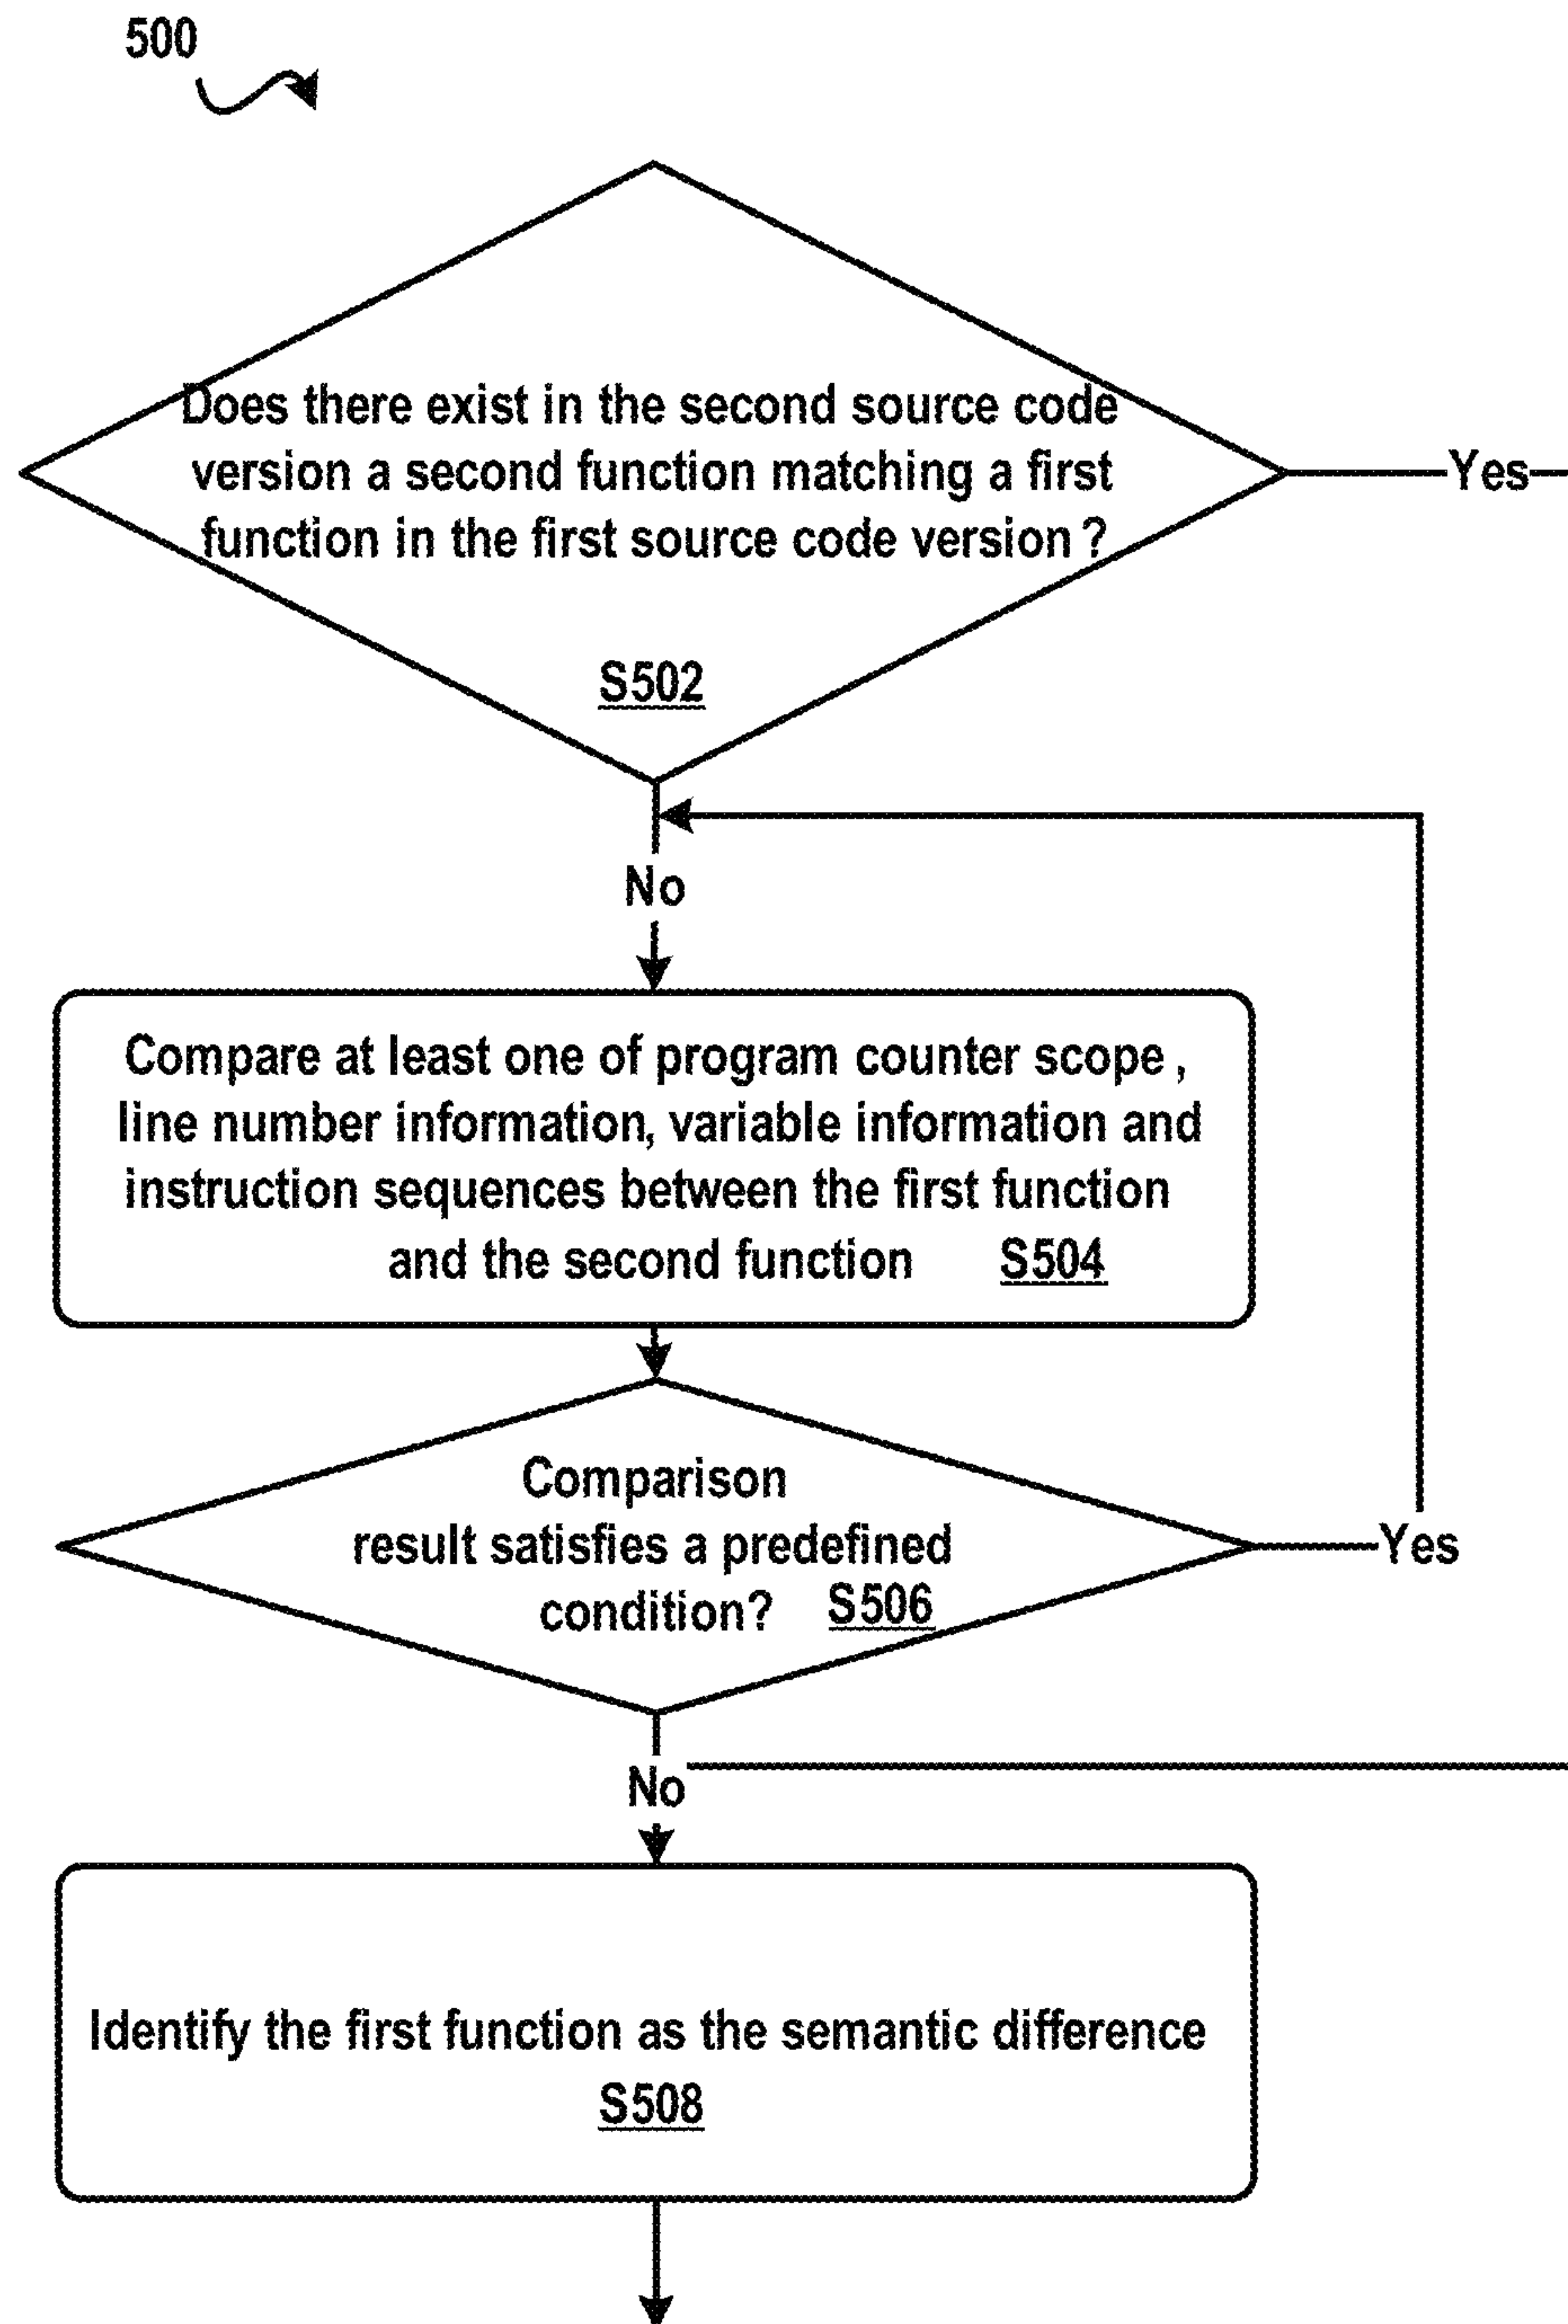 500
Does there exist in the second source code
version a second function matching a first
function in the first source code version ?
Yes
S502
No
Compare at least one of program counter scope ,
line number information, variable information and
instruction sequences between the first function
and the second function S504
Comparison
result satisfies a predefined
Yes
condition? S506
No
Identify the first function as the semantic difference
S508